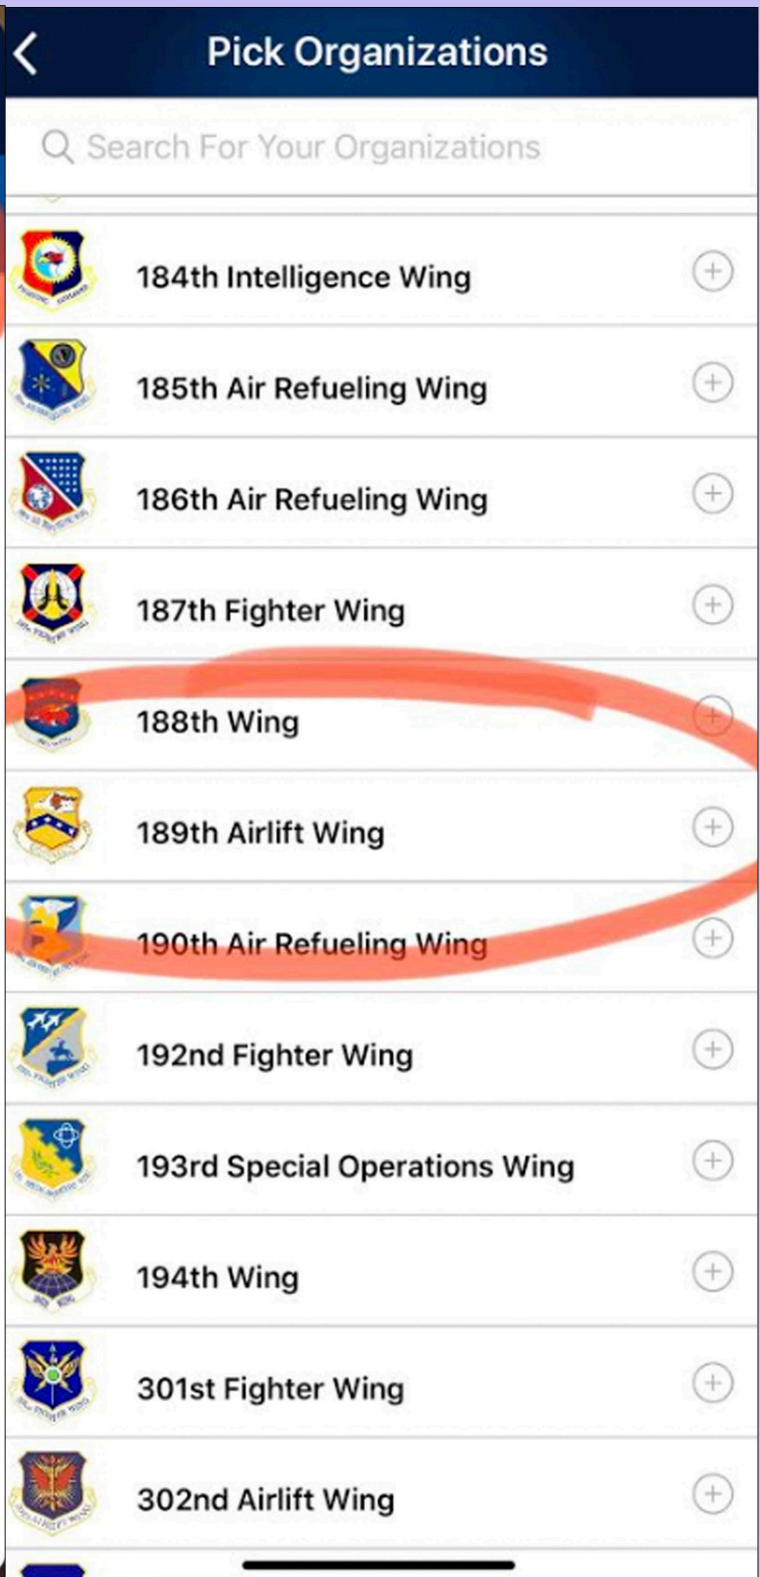 Pick Organizations
Search For Your Organizations
184th Intelligence Wing
185th Air Refueling Wing
186th Air Refueling Wing
187th Fighter Wing
188th Wing
189th Airlift Wing
190th Air Refueling Wing
192nd Fighter Wing
193rd Special Operations Wing
194th Wing
301st Fighter Wing
302nd Airlift Wing